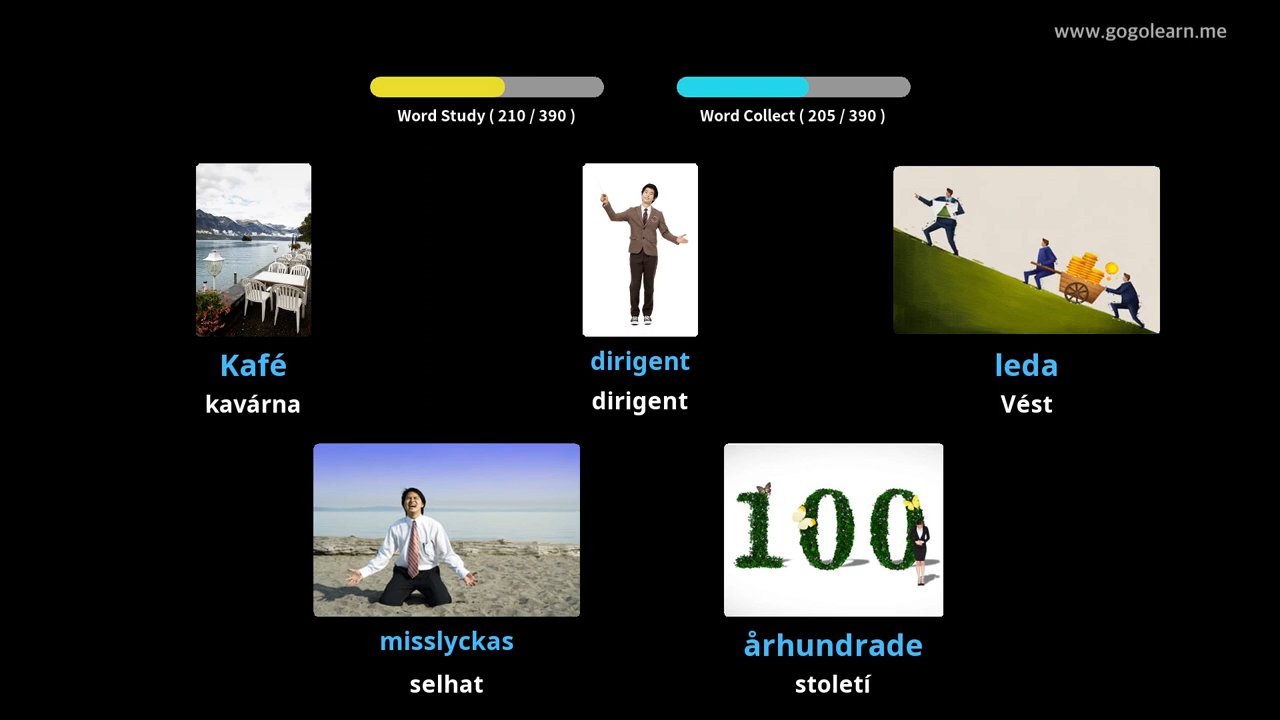 www.gogolearn.me
Word Study ( 210 / 390 )
Word Collect ( 205 / 390 )
Kafé
kavárna
dirigent
dirigent
leda
Vést
misslyckas
selhat
århundrade
století